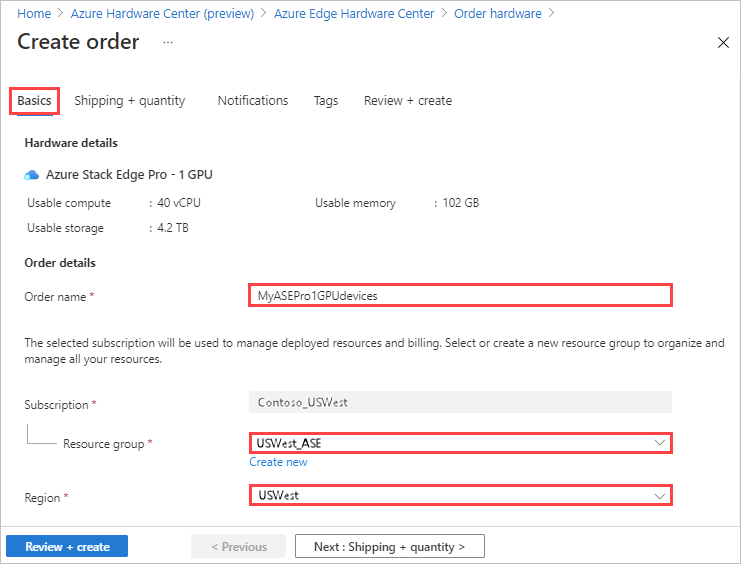 Home > Azure Hardware Center (preview) > Azure Edge Hardware Center > Order hardware >
Create order ...
Basics Shipping + quantity Notifications Tags Review + create
Hardware details
Azure Stack Edge Pro - 1 GPU
Usable compute : 40 vCPU Usable memory : 102 GB
Usable storage : 4.2 TB
Order details
Order name * MyASEPro1GPUdevices
The selected subscription will be used to manage deployed resources and billing. Select or create a new resource group to organize and
manage all your resources.
Subscription * Contoso_USWest
Resource group * USWest_ASE
Create new
Region * USWest
Review + create < Previous Next : Shipping + quantity >